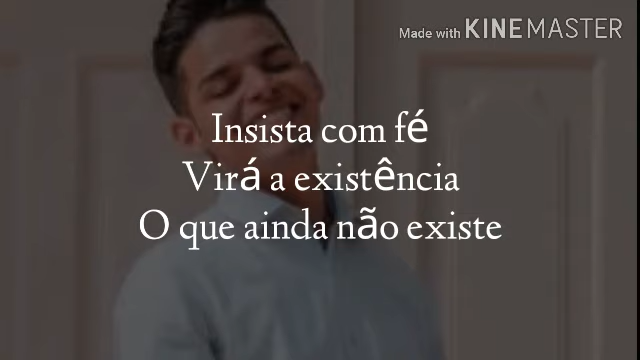 Made with KINEMASTER
Insista com fé
Virá a existência
O que ainda não existe